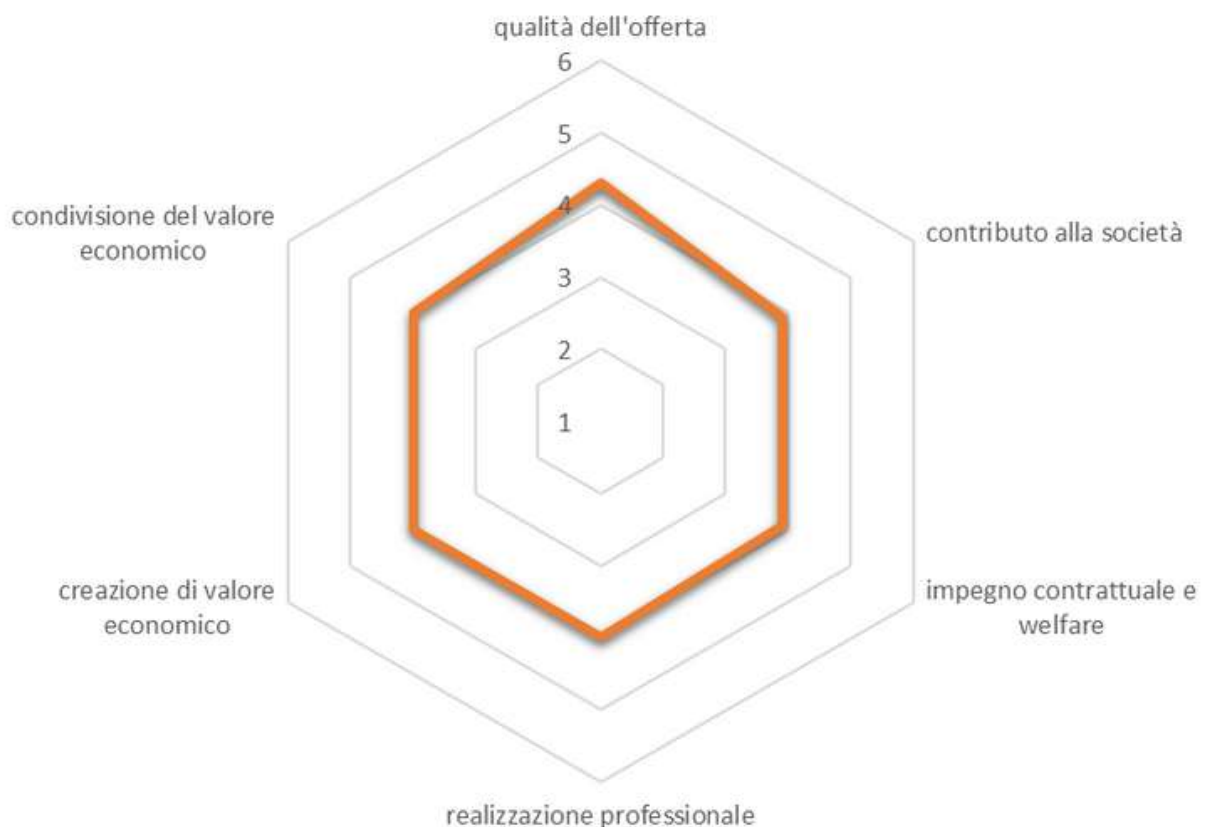 qualità dell'offerta
6
5
4
3
2
1
condivisione del valore
economico
contributo alla società
creazione di valore
economico
impegno contrattuale e
welfare
realizzazione professionale